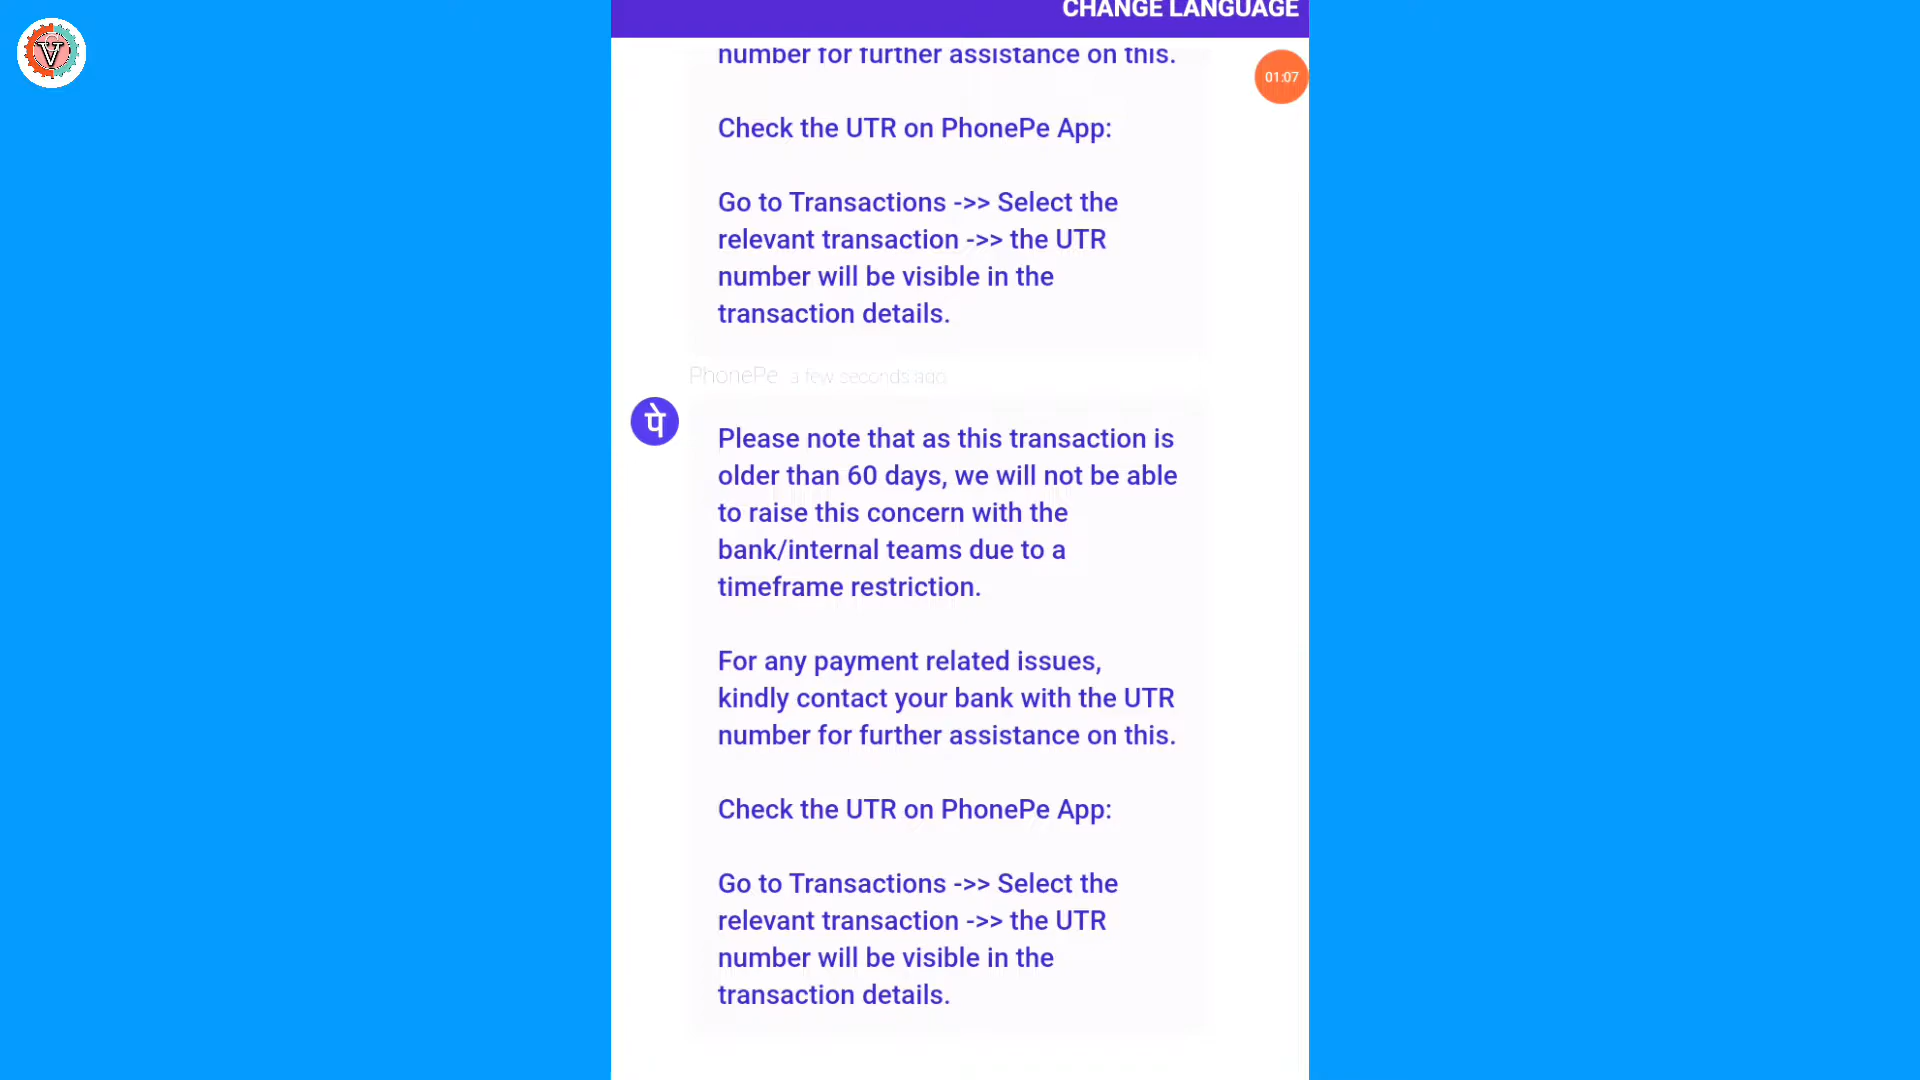 CHANGE LANGUAGE
V
01:07
number for further assistance on this.
Check the UTR on PhonePe App:
Go to Transactions ->> Select the
relevant transaction ->> the UTR
number will be visible in the
transaction details.
PhonePe a few seconds ago
पे
Please note that as this transaction is
older than 60 days, we will not be able
to raise this concern with the
bank/internal teams due to a
timeframe restriction.
For any payment related issues,
kindly contact your bank with the UTR
number for further assistance on this.
Check the UTR on PhonePe App:
Go to Transactions ->> Select the
relevant transaction ->> the UTR
number will be visible in the
transaction details.